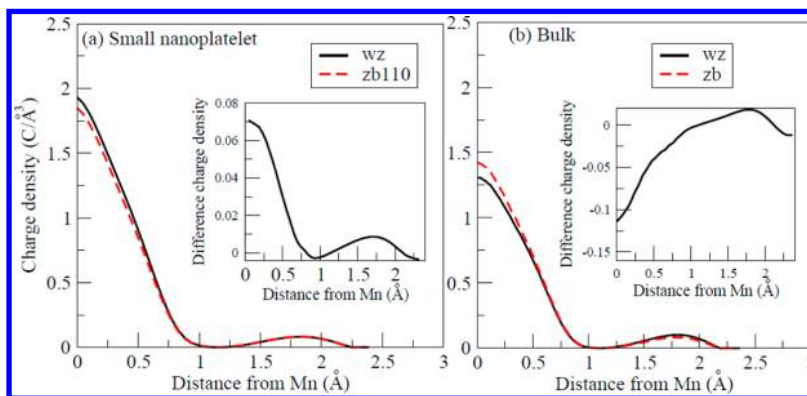 (a) Small nanoplatelet
wz
zb110
Charge density (C/Å3)
2.5
2
1.5
1
0.5
0
0 0.5 1 1.5 2 2.5 3
Distance from Mn (Å)
Difference charge density
0.08
0.06
0.04
0.02
0
0 0.5 1 1.5 2
Distance from Mn (Å)
(b) Bulk
wz
zb
2.5
2
1.5
1
0.5
0
0 0.5 1 1.5 2 2.5
Distance from Mn (Å)
Difference charge density
0
-0.05
-0.1
-0.15
0 0.5 1 1.5 2
Distance from Mn (Å)